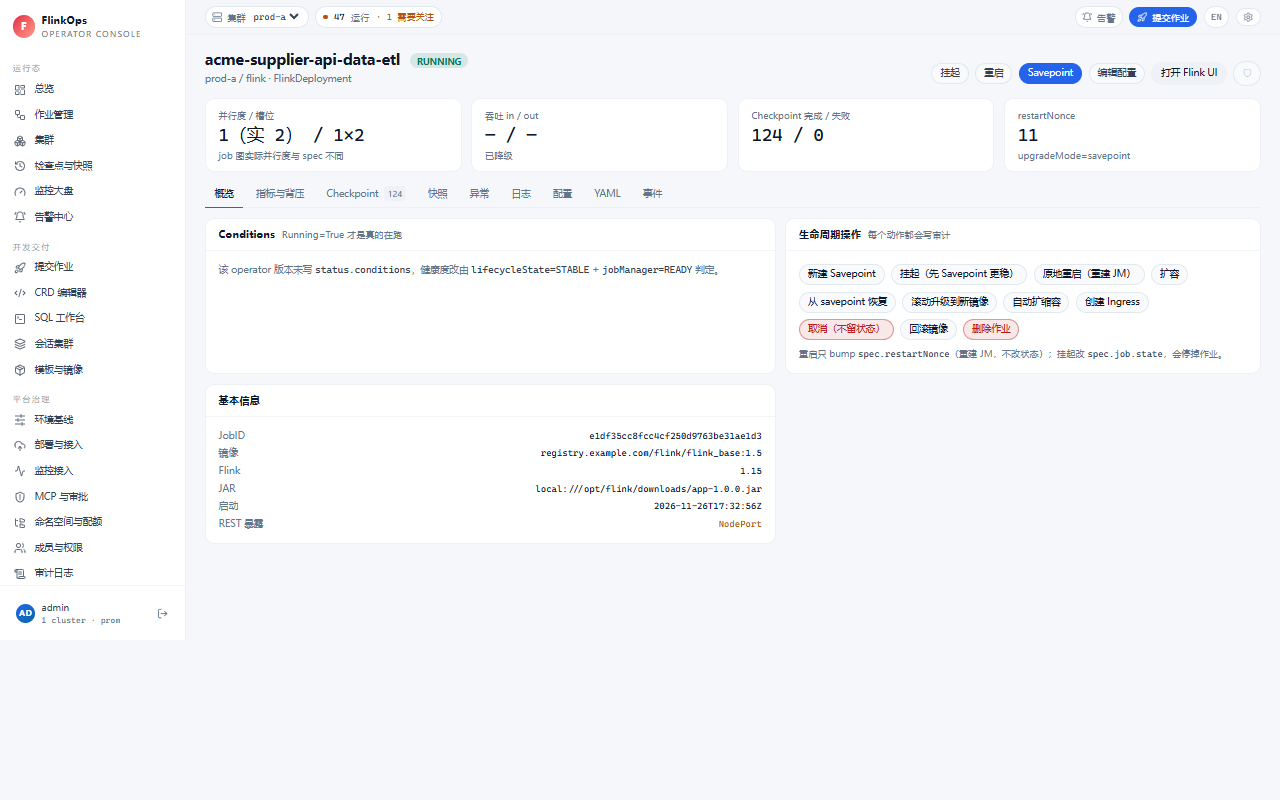 F
FlinkOps
OPERATOR CONSOLE
运行态
总览
作业管理
集群
检查点与快照
监控大盘
告警中心
开发交付
提交作业
CRD 编辑器
SQL 工作台
会话集群
模板与镜像
平台治理
环境基线
部署与接入
监控接入
MCP 与审批
命名空间与配额
成员与权限
审计日志
AD
admin
1 cluster · prom
集群 prod-a
47 运行 · 1 需要关注
告警
提交作业
EN
acme-supplier-api-data-etl RUNNING
prod-a / flink · FlinkDeployment
挂起 重启 Savepoint 编辑配置 打开 Flink UI
并行度 / 槽位
1（实 2） / 1×2
job 图实际并行度与 spec 不同
吞吐 in / out
— / —
已降级
Checkpoint 完成 / 失败
124 / 0
restartNonce
11
upgradeMode=savepoint
概览 指标与背压 Checkpoint 124 快照 异常 日志 配置 YAML 事件
Conditions Running=True 才是真的在跑
该 operator 版本未写 status.conditions，健康度改由 lifecycleState=STABLE + jobManager=READY 判定。
生命周期操作 每个动作都会写审计
新建 Savepoint 挂起（先 Savepoint 更稳） 原地重启（重建 JM） 扩容
从 savepoint 恢复 滚动升级到新镜像 自动扩缩容 创建 Ingress
取消（不留状态） 回滚镜像 删除作业
重启只 bump spec.restartNonce（重建 JM，不改状态）；挂起改 spec.job.state，会停掉作业。
基本信息
JobID e1df35cc8fcc4cf250d9763be31ae1d3
镜像 registry.example.com/flink/flink_base:1.5
Flink 1.15
JAR local:///opt/flink/downloads/app-1.0.0.jar
启动 2026-11-26T17:32:56Z
REST 暴露 NodePort